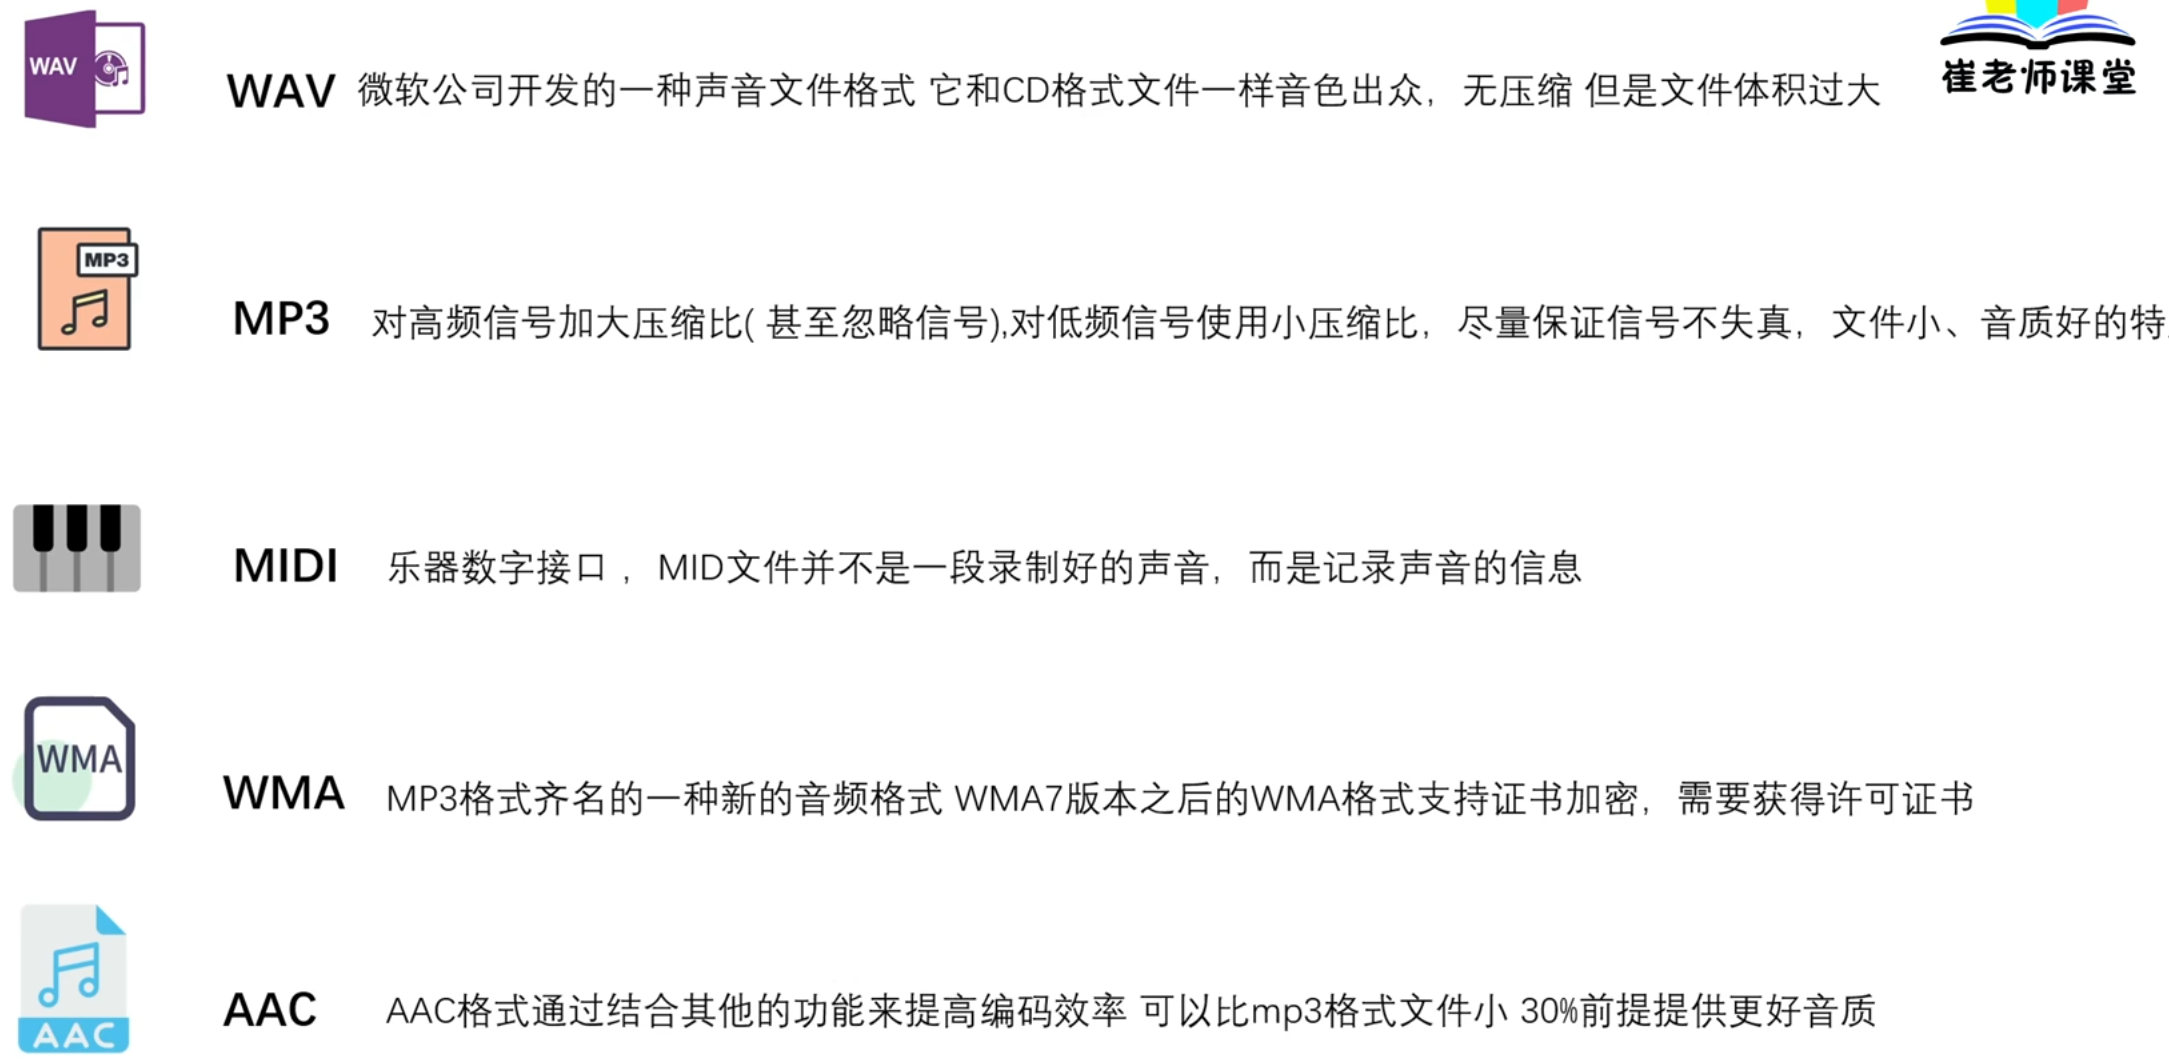 WAV
WAV 微软公司开发的一种声音文件格式 它和CD格式文件一样音色出众，无压缩 但是文件体积过大
崔老师课堂
MP3
MP3 对高频信号加大压缩比( 甚至忽略信号),对低频信号使用小压缩比，尽量保证信号不失真，文件小、音质好的特
MIDI 乐器数字接口 ，MID文件并不是一段录制好的声音，而是记录声音的信息
WMA
WMA MP3格式齐名的一种新的音频格式 WMA7版本之后的WMA格式支持证书加密，需要获得许可证书
AAC AAC格式通过结合其他的功能来提高编码效率 可以比mp3格式文件小 30%前提提供更好音质
AAC